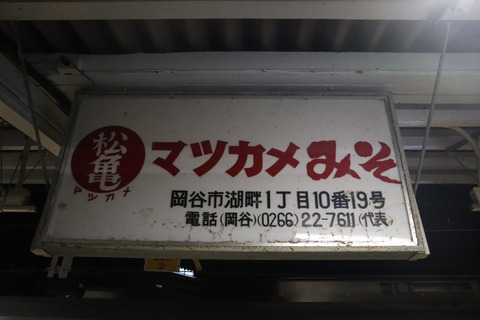 松亀
マツカメ
マツカメみそ
岡谷市湖畔1丁目10番19号
電話(岡谷)(0266)22-7611(代表)